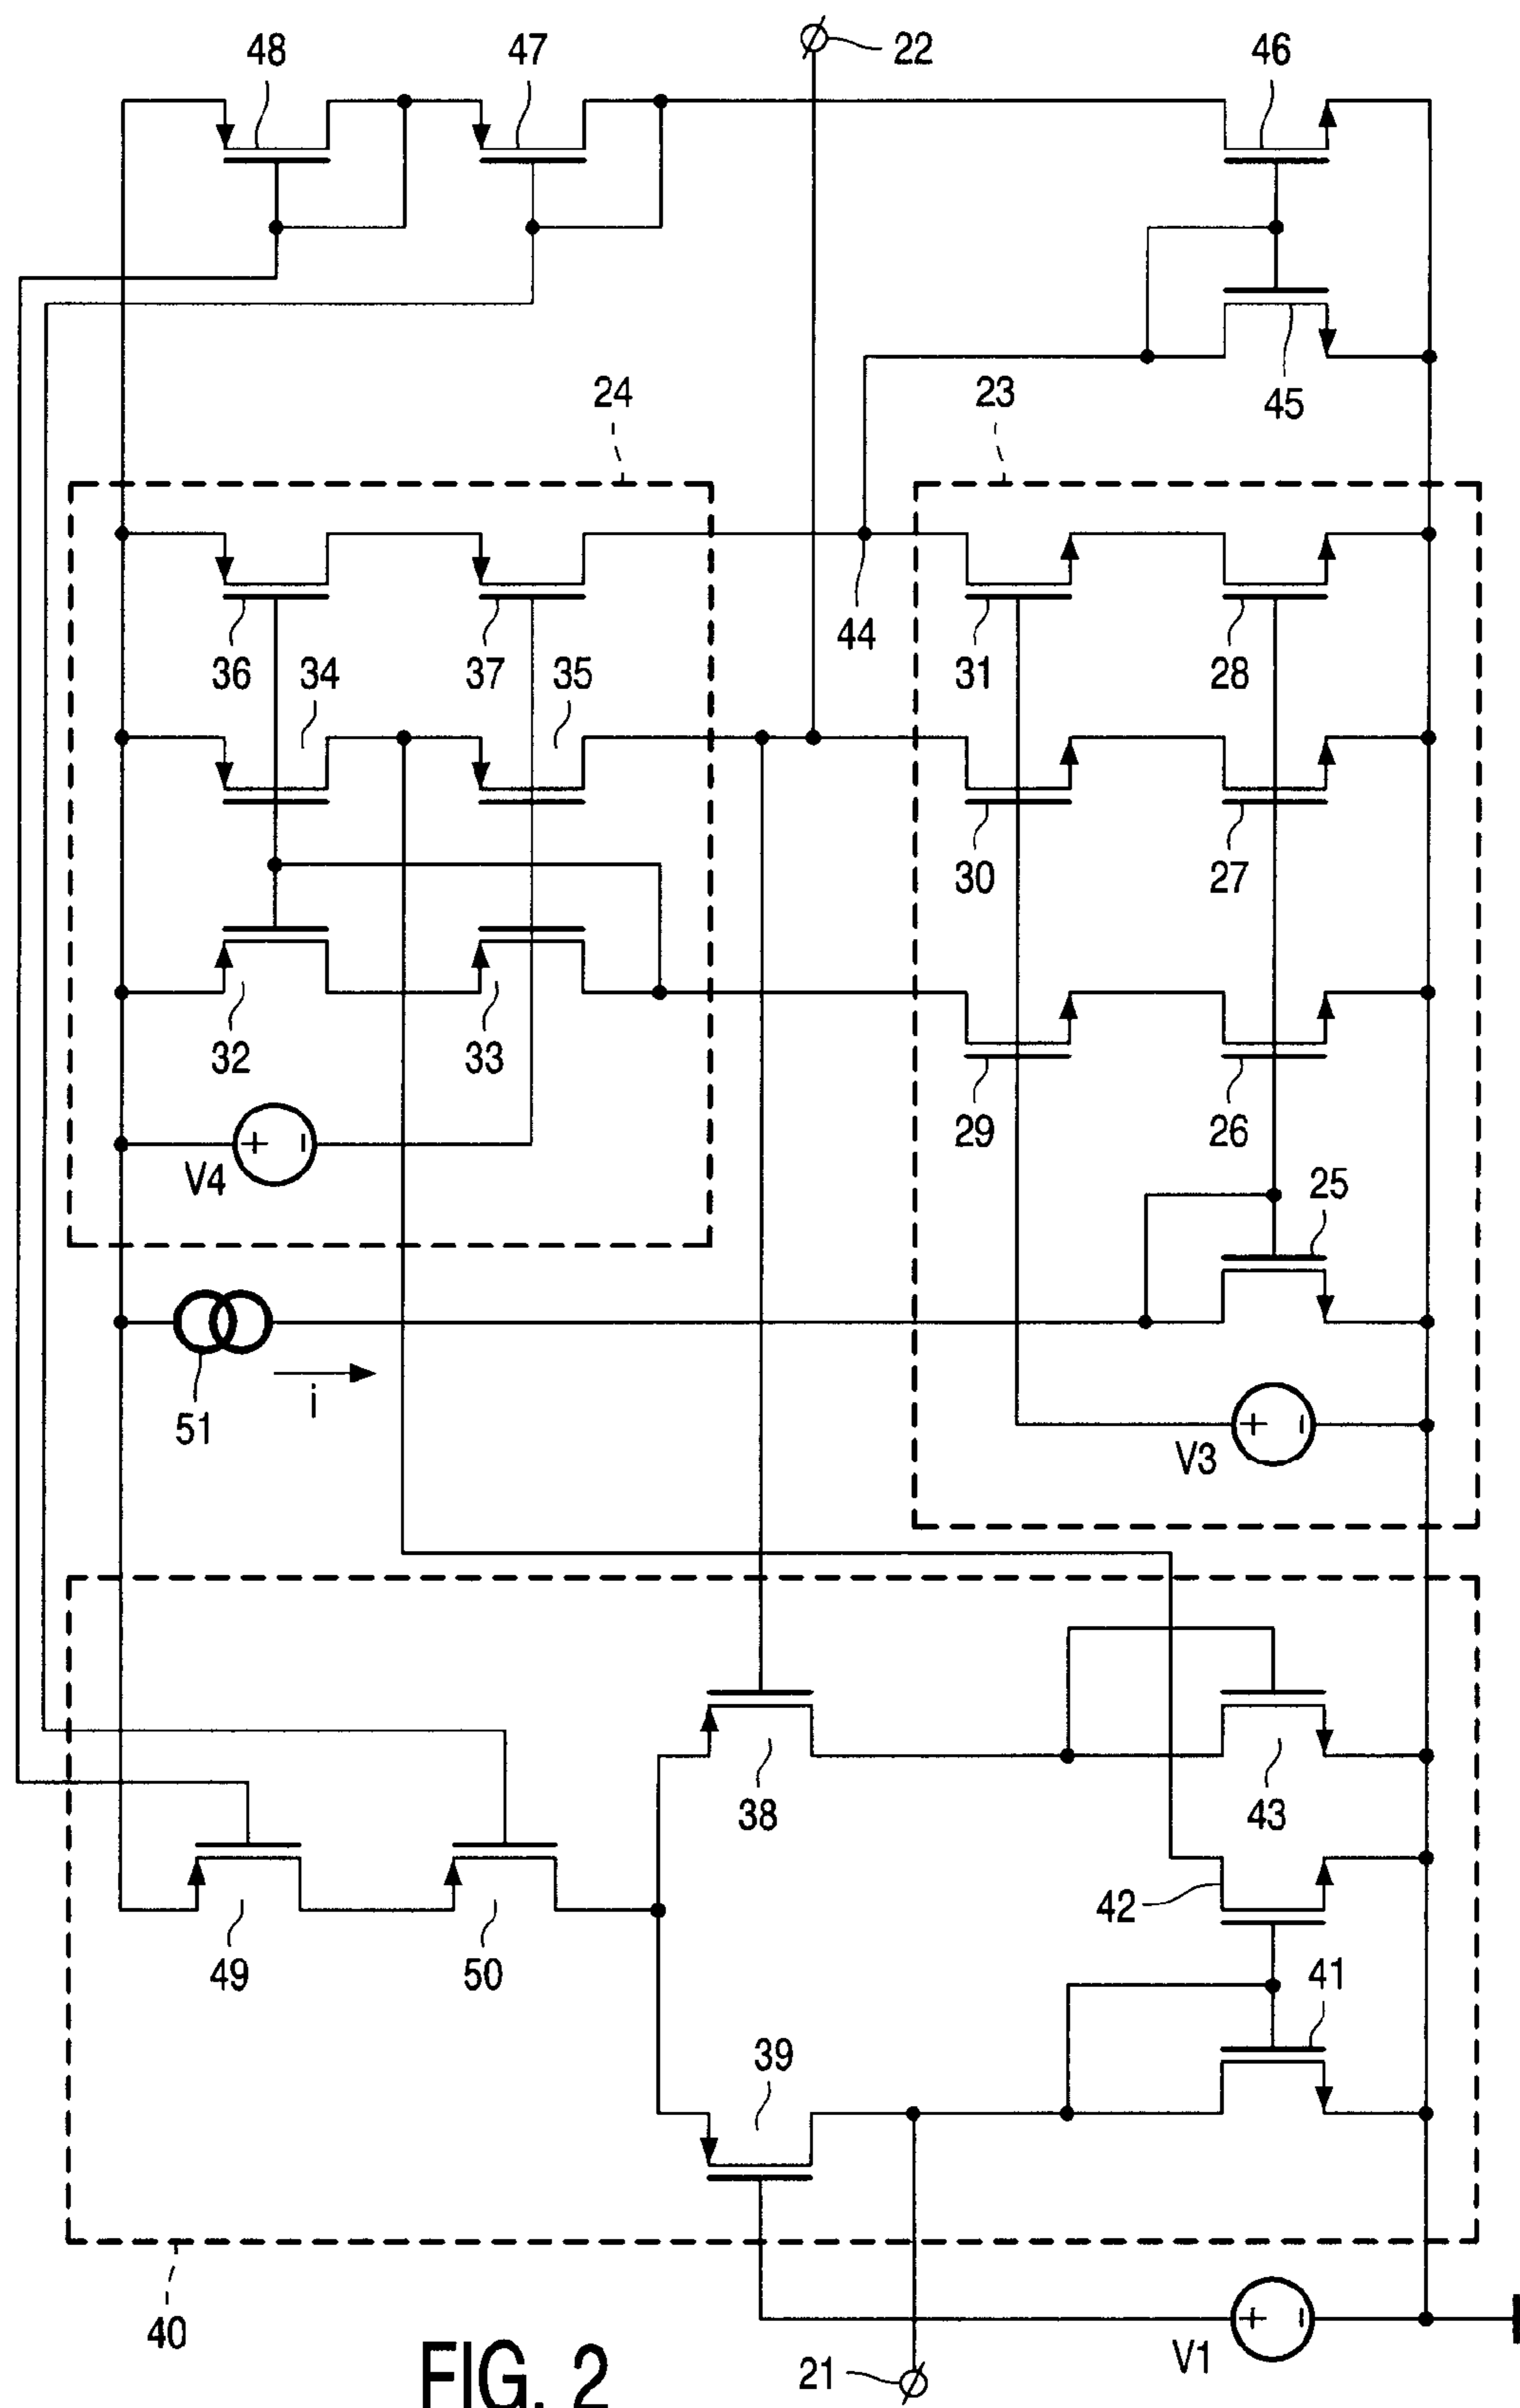 48 47 22 46
45
24 23
44
36 34 37 35 31 28
30 27
32 33 29 26
V4 + −
25
51 i
V3 + −
38 43
49 50 42
41
39
40
V1 + −
21
FIG. 2